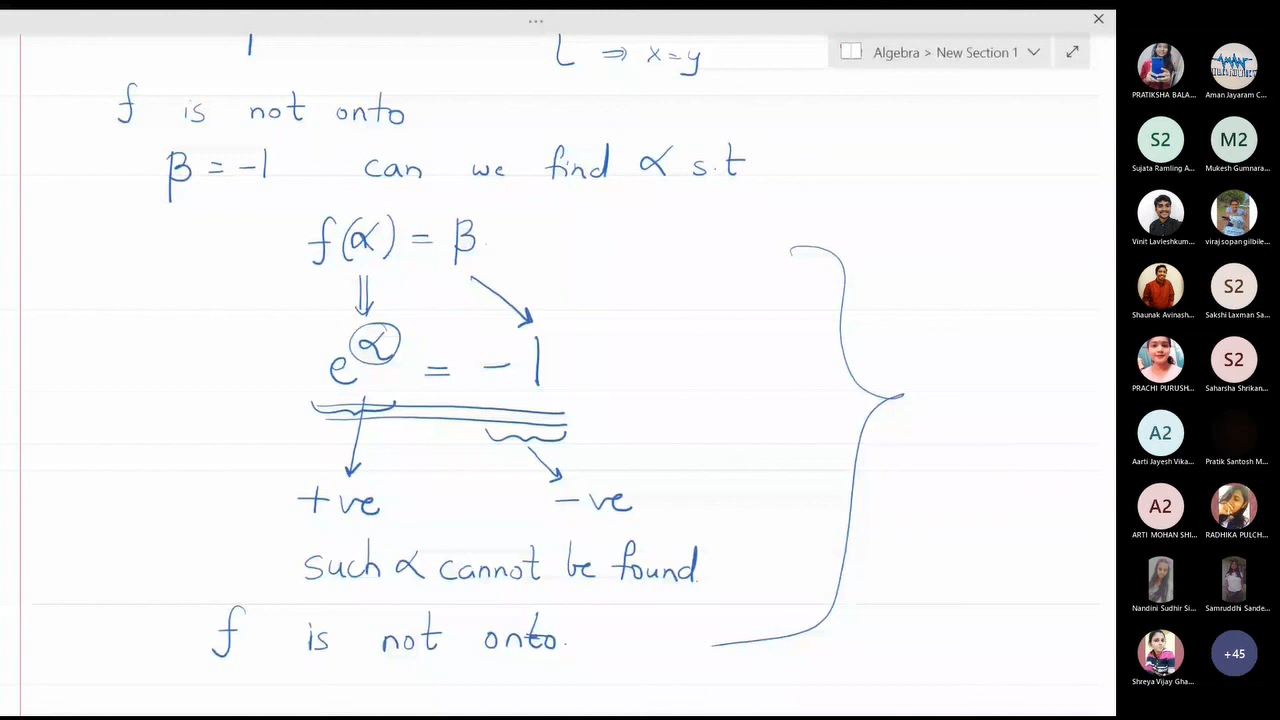 Algebra > New Section 1
⇒ x = y
f is not onto
β = -1 can we find α s.t
f(α) = β
e^α = -1
+ve -ve
such α cannot be found.
f is not onto.
PRATIKSHA BALA... Aman Jayaram C...
S2 M2
Sujata Ramling A... Mukesh Gumnara...
Vinit Lavleshkum... viraj sopan gilbile...
S2
Shaunak Avinash... Sakshi Laxman Sa...
S2
PRACHI PURUSH... Saharsha Shrikan...
A2
Aarti Jayesh Vika... Pratik Santosh M...
A2
ARTI MOHAN SHI... RADHIKA PULCH...
Nandini Sudhir Si... Samruddhi Sande...
+45
Shreya Vijay Gha...